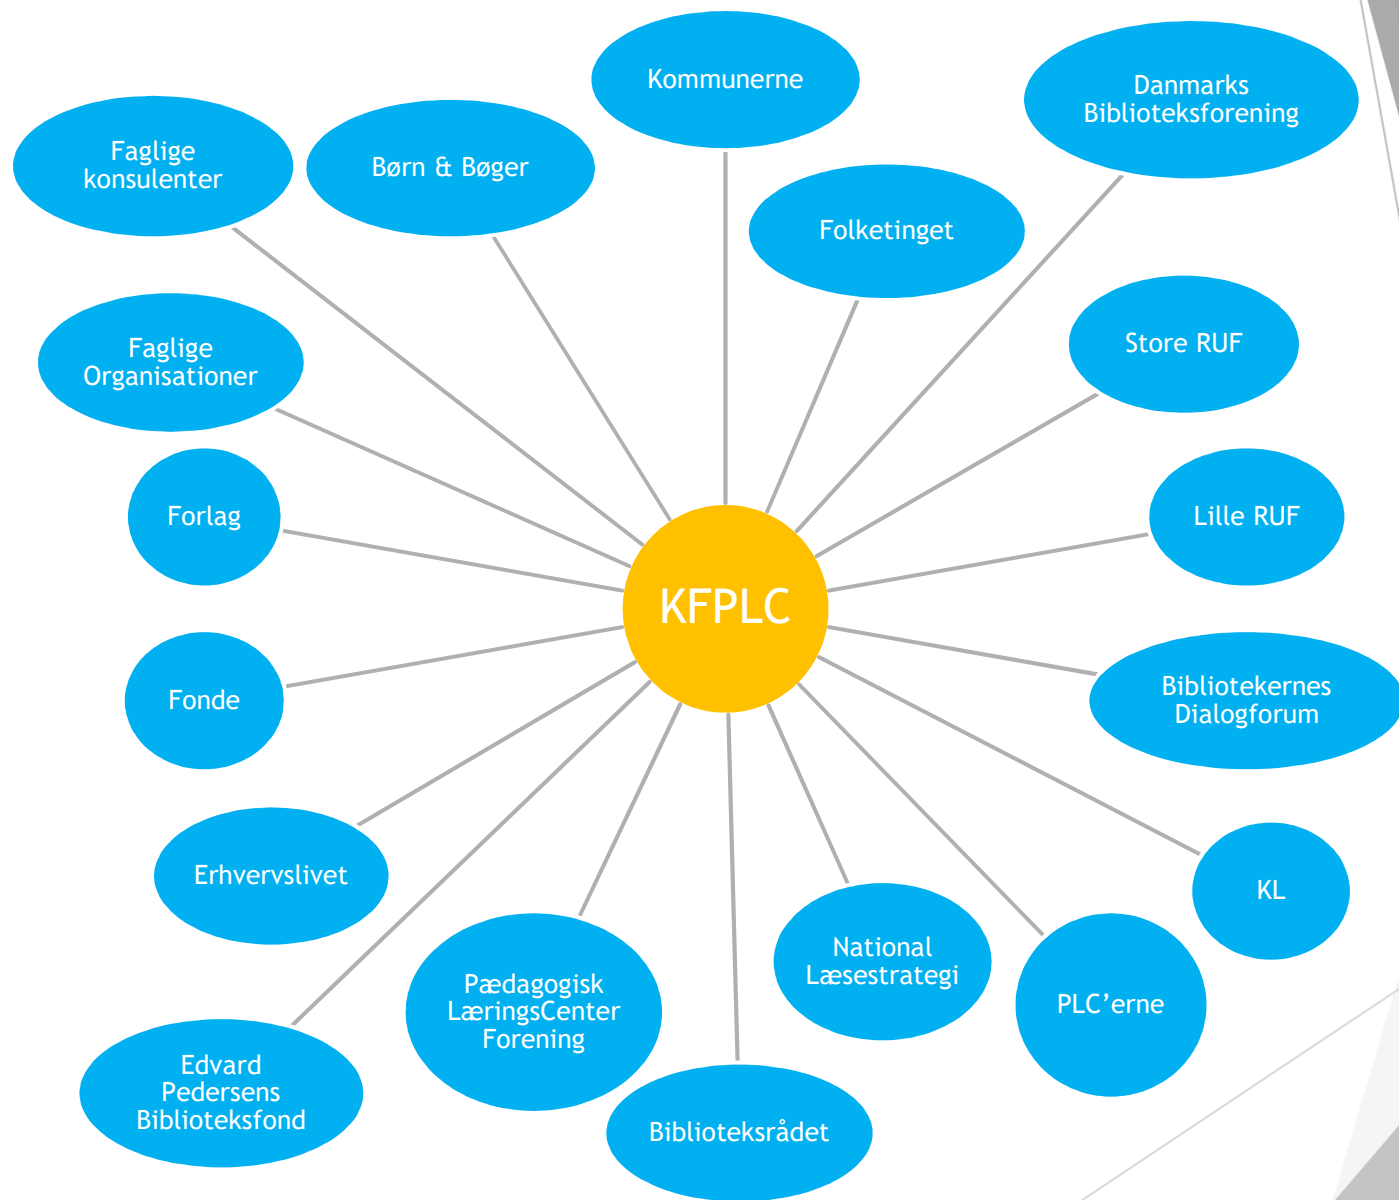 Kommunerne
Danmarks
Biblioteksforening
Faglige
konsulenter
Børn & Bøger
Folketinget
Store RUF
Faglige
Organisationer
Forlag
Lille RUF
KFPLC
Fonde
Bibliotekernes
Dialogforum
Erhvervslivet
KL
National
Læsestrategi
Pædagogisk
LæringsCenter
Forening
PLC’erne
Edvard
Pedersens
Biblioteksfond
Biblioteksrådet